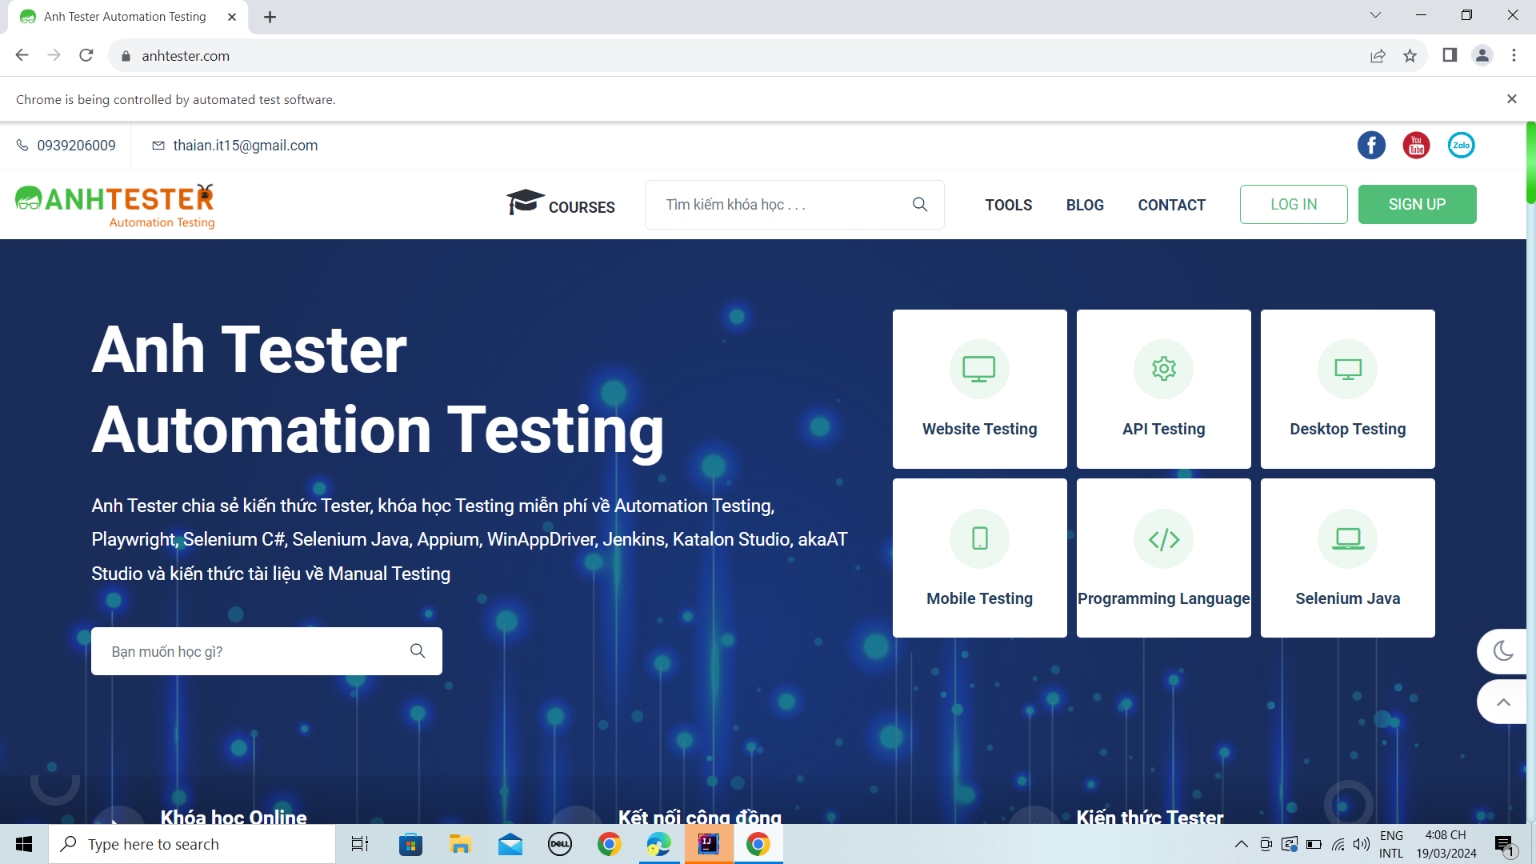 Anh Tester Automation Testing
anhtester.com
Chrome is being controlled by automated test software.
0939206009
thaian.it15@gmail.com
You
Tube
Zalo
ANHTESTER
Automation Testing
COURSES
Tìm kiếm khóa học . . .
TOOLS
BLOG
CONTACT
LOG IN
SIGN UP
Anh Tester
Automation Testing
Anh Tester chia sẻ kiến thức Tester, khóa học Testing miễn phí về Automation Testing,
Playwright, Selenium C#, Selenium Java, Appium, WinAppDriver, Jenkins, Katalon Studio, akaAT
Studio và kiến thức tài liệu về Manual Testing
Bạn muốn học gì?
Website Testing
API Testing
Desktop Testing
Mobile Testing
Programming Language
Selenium Java
Khóa học Online
Kết nối cộng đồng
Kiến thức Tester
Type here to search
DELL
IJ
ENG
INTL
4:08 CH
19/03/2024
1